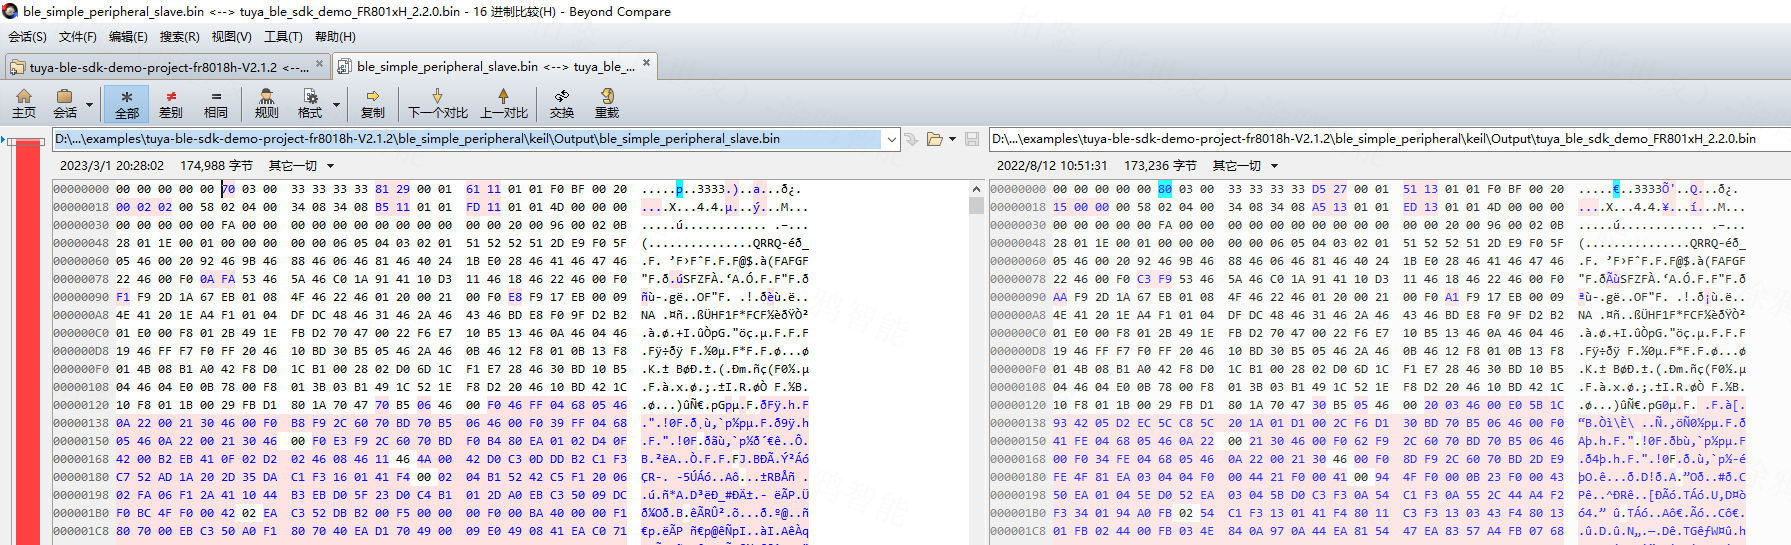 ble_simple_peripheral_slave.bin <--> tuya_ble_sdk_demo_FR801xH_2.2.0.bin - 16 进制比较(H) - Beyond Compare
会话(S) 文件(F) 编辑(E) 搜索(R) 视图(V) 工具(T) 帮助(H)
tuya-ble-sdk-demo-project-fr8018h-V2.1.2 <--... ble_simple_peripheral_slave.bin <--> tuya_ble_...
主页 会话 全部 差别 相同 规则 格式 复制 下一个对比 上一对比 交换 重载
D:\...\examples\tuya-ble-sdk-demo-project-fr8018h-V2.1.2\ble_simple_peripheral\keil\Output\ble_simple_peripheral_slave.bin
2023/3/1 20:28:02 174,988 字节 其它一切
00000000 00 00 00 00 00 70 03 00 33 33 33 33 81 29 00 01 61 11 01 01 F0 BF 00 20 .....p..3333.)..a...ð¿.
00000018 00 02 02 00 58 02 04 00 34 08 34 08 B5 11 01 01 FD 11 01 01 4D 00 00 00 ....X...4.4.µ...ý...M...
00000030 00 00 00 00 00 FA 00 00 00 00 00 00 00 00 00 00 00 00 20 00 96 00 02 0B
00000048 28 01 1E 00 01 00 00 00 00 00 06 05 04 03 02 01 51 52 52 51 2D E9 F0 5F (...............QRRQ-éð_
00000060 05 46 00 20 92 46 9B 46 88 46 06 46 81 46 40 24 1B E0 28 46 41 46 47 46
00000078 22 46 00 F0 0A FA 53 46 5A 46 C0 1A 91 41 10 D3 11 46 18 46 22 46 00 F0
00000090 F1 F9 2D 1A 67 EB 01 08 4F 46 22 46 01 20 00 21 00 F0 E8 F9 17 EB 00 09
000000A8 4E 41 20 1E A4 F1 01 04 DF DC 48 46 31 46 2A 46 43 46 BD E8 F0 9F D2 B2
000000C0 01 E0 00 F8 01 2B 49 1E FB D2 70 47 00 22 F6 E7 10 B5 13 46 0A 46 04 46
000000D8 19 46 FF F7 F0 FF 20 46 10 BD 30 B5 05 46 2A 46 0B 46 12 F8 01 0B 13 F8
000000F0 01 4B 08 B1 A0 42 F8 D0 1C B1 00 28 02 D0 6D 1C F1 E7 28 46 30 BD 10 B5
00000108 04 46 04 E0 0B 78 00 F8 01 3B 03 B1 49 1C 52 1E F8 D2 20 46 10 BD 42 1C
00000120 10 F8 01 1B 00 29 FB D1 80 1A 70 47 70 B5 06 46 00 F0 46 FF 04 68 05 46
00000138 0A 22 00 21 30 46 00 F0 B8 F9 2C 60 70 BD 70 B5 06 46 00 F0 39 FF 04 68
00000150 05 46 0A 22 00 21 30 46 00 F0 E3 F9 2C 60 70 BD F0 B4 80 EA 01 02 D4 0F
00000168 42 00 B2 EB 41 0F 02 D2 02 46 08 46 11 46 4A 00 42 D0 C3 0D DD B2 C1 F3
00000180 C7 52 AD 1A 20 2D 35 DA C1 F3 16 01 41 F4 00 02 04 B1 52 42 C5 F1 20 06
00000198 02 FA 06 F1 2A 41 10 44 B3 EB D0 5F 23 D0 C4 B1 01 2D A0 EB C3 50 09 DC
000001B0 F0 BC 4F F0 00 42 02 EA C3 52 DB B2 00 F5 00 00 00 F0 00 BA 40 00 00 F1
000001C8 80 70 00 EB C3 50 A0 F1 80 70 40 EA D1 70 49 00 09 E0 49 08 41 EA C0 71
D:\...\examples\tuya-ble-sdk-demo-project-fr8018h-V2.1.2\ble_simple_peripheral\keil\Output\tuya_ble_sdk_demo_FR801xH_2.2.0.bin
2022/8/12 10:51:31 173,236 字节 其它一切
00000000 00 00 00 00 00 80 03 00 33 33 33 33 D5 27 00 01 51 13 01 01 F0 BF 00 20 .....€..3333Õ'..Q...ð¿.
00000018 15 00 00 00 58 02 04 00 34 08 34 08 A5 13 01 01 ED 13 01 01 4D 00 00 00 ....X...4.4.¥...í...M...
00000030 00 00 00 00 00 FA 00 00 00 00 00 00 00 00 00 00 00 00 20 00 96 00 02 0B
00000048 28 01 1E 00 01 00 00 00 00 00 06 05 04 03 02 01 51 52 52 51 2D E9 F0 5F (...............QRRQ-éð_
00000060 05 46 00 20 92 46 9B 46 88 46 06 46 81 46 40 24 1B E0 28 46 41 46 47 46
00000078 22 46 00 F0 C3 F9 53 46 5A 46 C0 1A 91 41 10 D3 11 46 18 46 22 46 00 F0
00000090 AA F9 2D 1A 67 EB 01 08 4F 46 22 46 01 20 00 21 00 F0 A1 F9 17 EB 00 09
000000A8 4E 41 20 1E A4 F1 01 04 DF DC 48 46 31 46 2A 46 43 46 BD E8 F0 9F D2 B2
000000C0 01 E0 00 F8 01 2B 49 1E FB D2 70 47 00 22 F6 E7 10 B5 13 46 0A 46 04 46
000000D8 19 46 FF F7 F0 FF 20 46 10 BD 30 B5 05 46 2A 46 0B 46 12 F8 01 0B 13 F8
000000F0 01 4B 08 B1 A0 42 F8 D0 1C B1 00 28 02 D0 6D 1C F1 E7 28 46 30 BD 10 B5
00000108 04 46 04 E0 0B 78 00 F8 01 3B 03 B1 49 1C 52 1E F8 D2 20 46 10 BD 42 1C
00000120 10 F8 01 1B 00 29 FB D1 80 1A 70 47 30 B5 05 46 00 20 03 46 00 E0 5B 1C
00000138 93 42 05 D2 EC 5C C8 5C 20 1A 01 D1 00 2C F6 D1 30 BD 70 B5 06 46 00 F0
00000150 41 FE 04 68 05 46 0A 22 00 21 30 46 00 F0 62 F9 2C 60 70 BD 70 B5 06 46
00000168 00 F0 34 FE 04 68 05 46 0A 22 00 21 30 46 00 F0 8D F9 2C 60 70 BD 2D E9
00000180 FE 4F 81 EA 03 04 00 F0 00 44 21 F0 00 41 00 94 4F F0 00 0B 23 F0 00 43
00000198 50 EA 01 04 5E D0 52 EA 03 04 5B D0 C3 F3 0A 54 C1 F3 0A 55 2C 44 A4 F2
000001B0 F3 34 01 94 A0 FB 02 54 C1 F3 13 01 41 F4 80 11 C3 F3 13 03 43 F4 80 13
000001C8 01 FB 02 44 00 FB 03 4E 84 0A 97 0A 44 EA 81 54 47 EA 83 57 A4 FB 07 68